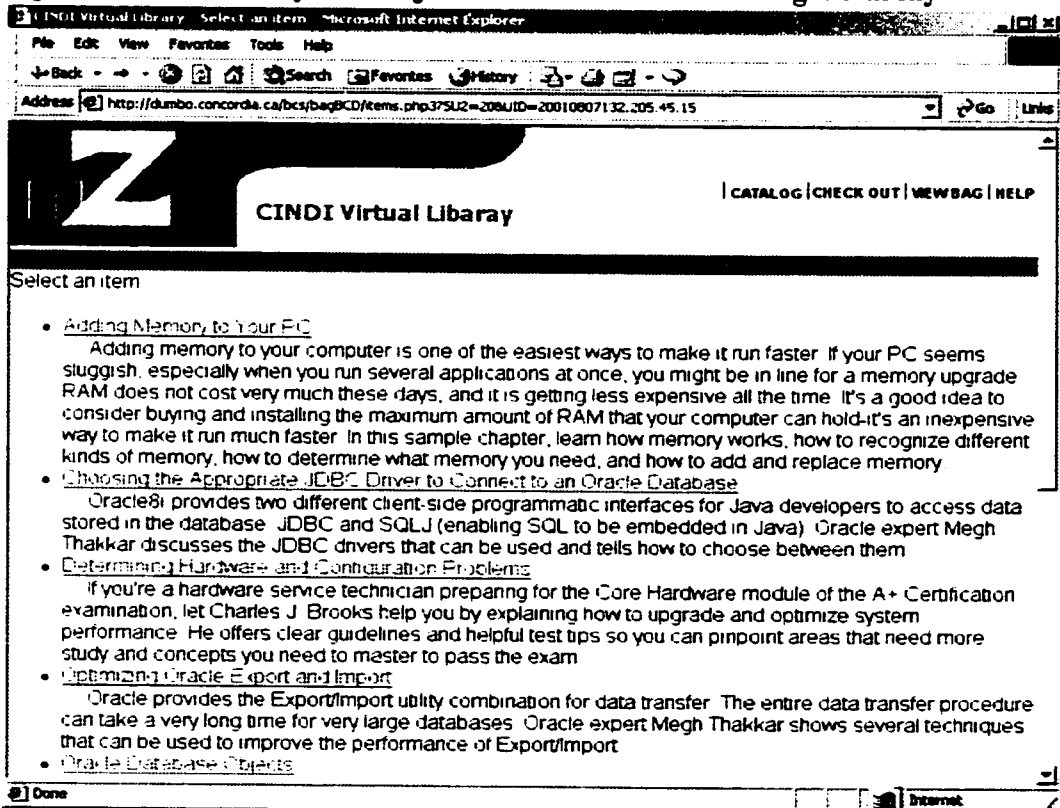 CINDI Virtual Library - Select an item - Microsoft Internet Explorer
File Edit View Favorites Tools Help
Back Search Favorites History
Address http://dumbo.concordia.ca/bcs/bagBCD/items.php3?SU2=20&UID=20010807132.205.45.15 Go Links
CATALOG | CHECK OUT | VIEW BAG | HELP
CINDI Virtual Libaray
Select an item
• Adding Memory to Your PC
Adding memory to your computer is one of the easiest ways to make it run faster. If your PC seems
sluggish, especially when you run several applications at once, you might be in line for a memory upgrade
RAM does not cost very much these days, and it is getting less expensive all the time. It's a good idea to
consider buying and installing the maximum amount of RAM that your computer can hold-it's an inexpensive
way to make it run much faster. In this sample chapter, learn how memory works, how to recognize different
kinds of memory, how to determine what memory you need, and how to add and replace memory.
• Choosing the Appropriate JDBC Driver to Connect to an Oracle Database
Oracle8i provides two different client-side programmatic interfaces for Java developers to access data
stored in the database JDBC and SQLJ (enabling SQL to be embedded in Java) Oracle expert Megh
Thakkar discusses the JDBC drivers that can be used and tells how to choose between them
• Determining Hardware and Configuration Problems
If you're a hardware service technician preparing for the Core Hardware module of the A+ Certification
examination, let Charles J. Brooks help you by explaining how to upgrade and optimize system
performance He offers clear guidelines and helpful test tips so you can pinpoint areas that need more
study and concepts you need to master to pass the exam
• Optimizing Oracle Export and Import
Oracle provides the Export/Import utility combination for data transfer The entire data transfer procedure
can take a very long time for very large databases Oracle expert Megh Thakkar shows several techniques
that can be used to improve the performance of Export/Import
• Oracle Database Objects
Done Internet